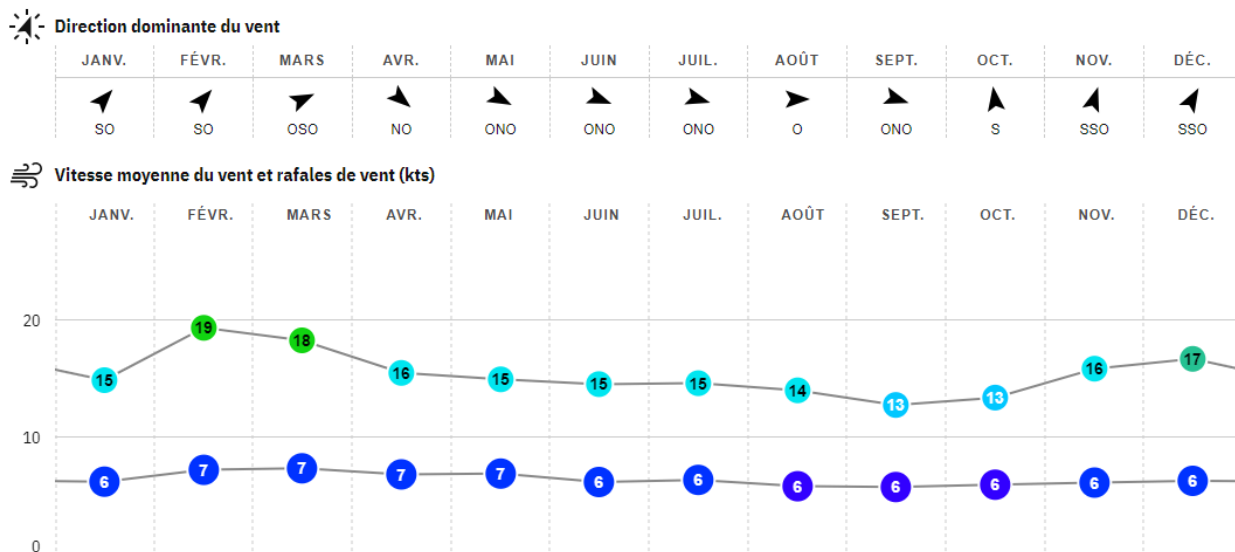 Direction dominante du vent
JANV. FÉVR. MARS AVR. MAI JUIN JUIL. AOÛT SEPT. OCT. NOV. DÉC.
SO SO OSO NO ONO ONO ONO O ONO S SSO SSO
Vitesse moyenne du vent et rafales de vent (kts)
JANV. FÉVR. MARS AVR. MAI JUIN JUIL. AOÛT SEPT. OCT. NOV. DÉC.
20
15 19 18 16 15 15 15 14 13 13 16 17
10
6 7 7 7 7 6 6 6 6 6 6 6
0